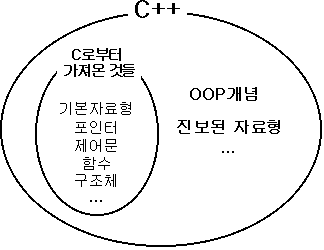 C++
C로부터
가져온 것들
기본자료형
포인터
제어문
함수
구조체
...
OOP개념
진보된 자료형
...